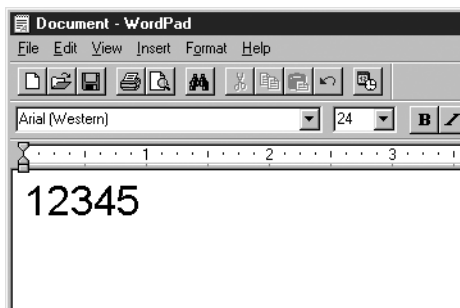 Document - WordPad
File Edit View Insert Format Help
Arial (Western) 24 B I
1 2 3
12345